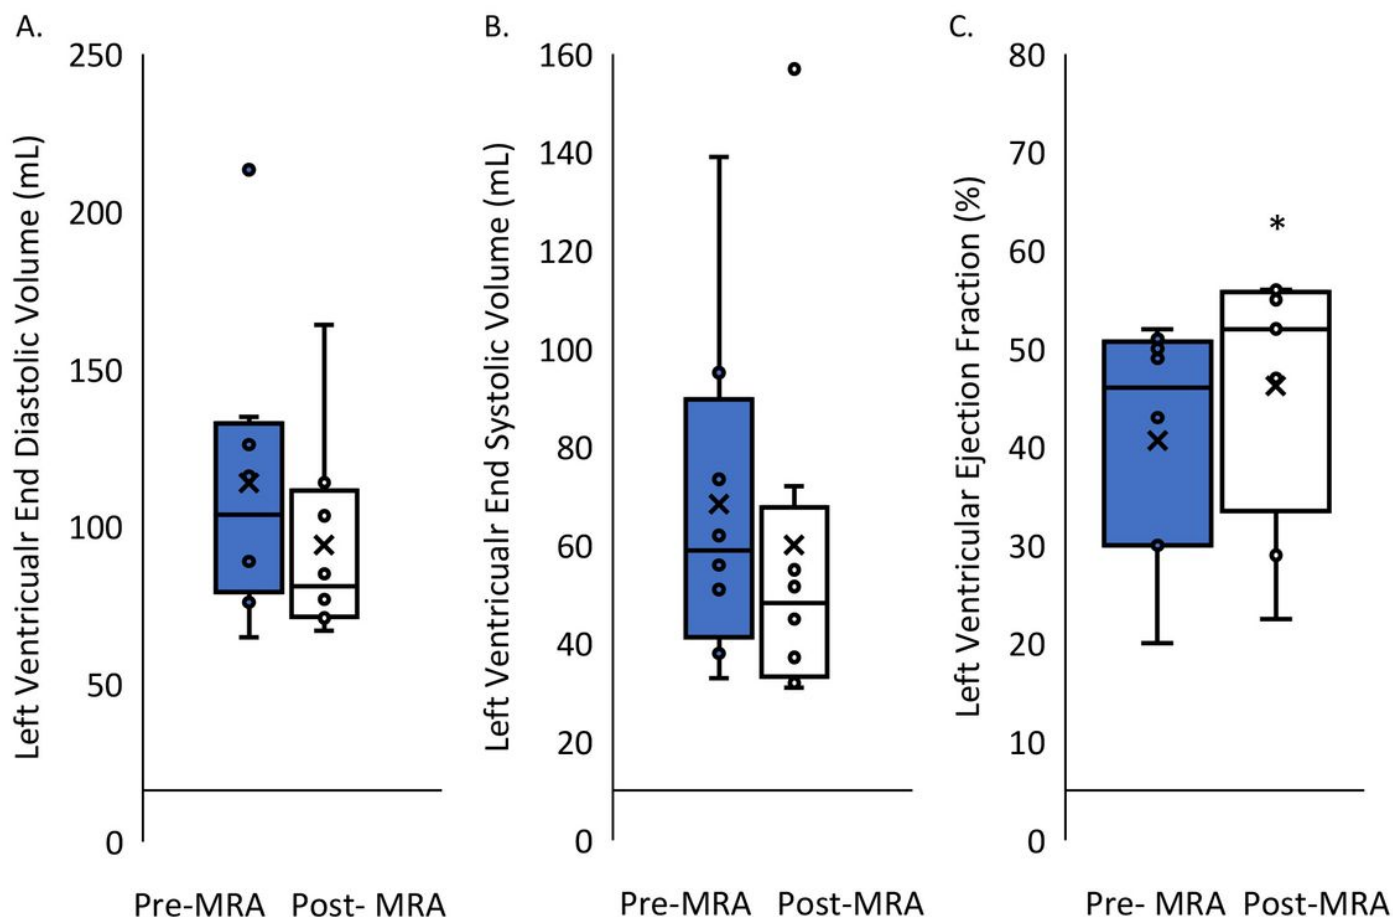 A.
Left Ventricualr End Diastolic Volume (mL)
250
200
150
100
50
0
Pre-MRA Post- MRA
B.
Left Ventricualr End Systolic Volume (mL)
160
140
120
100
80
60
40
20
0
Pre-MRA Post-MRA
C.
Left Ventricular Ejection Fraction (%)
80
70
60
50
40
30
20
10
0
*
Pre- MRA Post-MRA